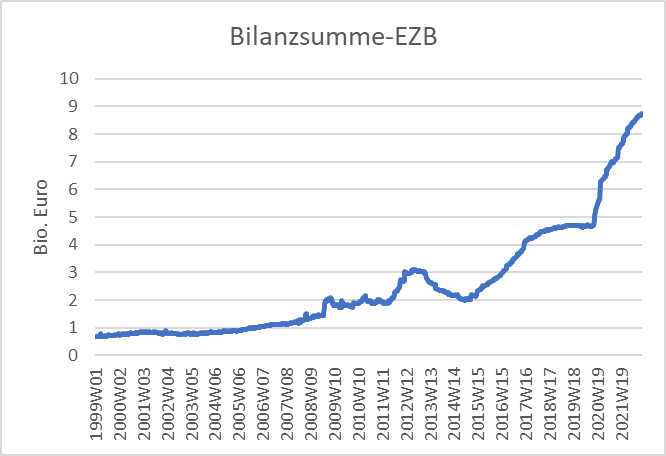 Bilanzsumme-EZB
Bio. Euro
10
9
8
7
6
5
4
3
2
1
0
1999W01
2000W02
2001W03
2002W04
2003W05
2004W06
2005W06
2006W07
2007W08
2008W09
2009W10
2010W10
2011W11
2012W12
2013W13
2014W14
2015W15
2016W15
2017W16
2018W17
2019W18
2020W19
2021W19